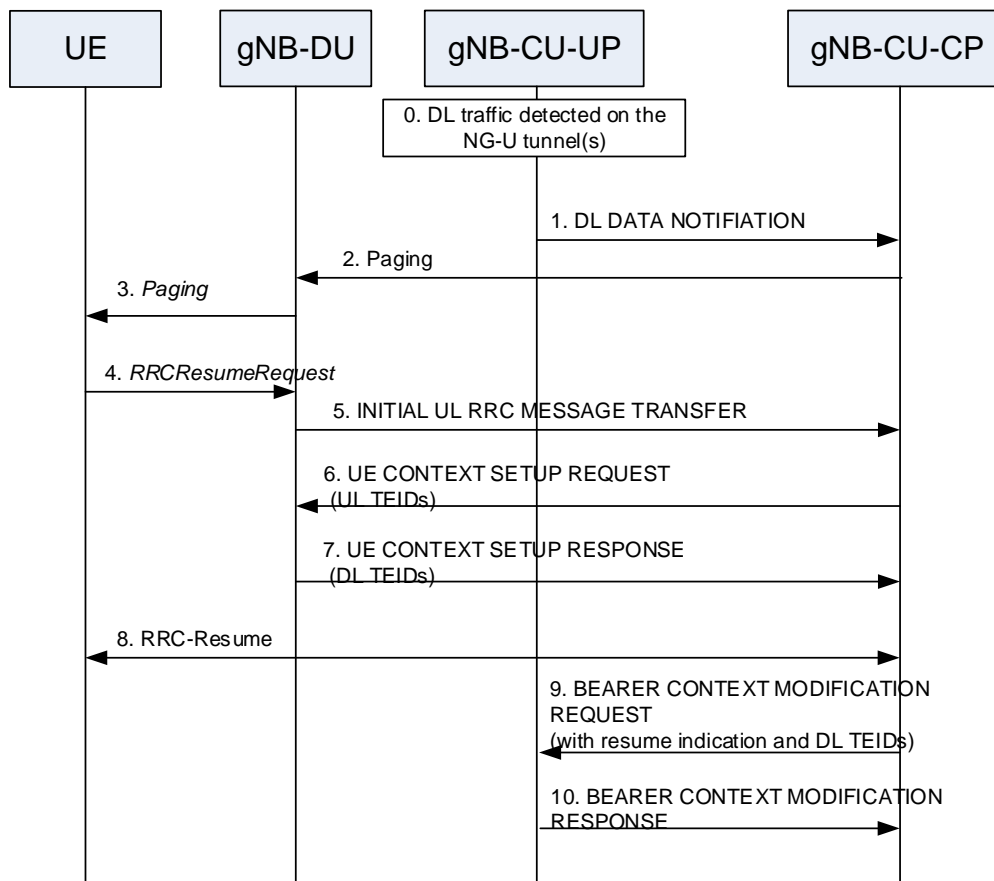 UE
gNB-DU
gNB-CU-UP
gNB-CU-CP
0. DL traffic detected on the
NG-U tunnel(s)
1. DL DATA NOTIFIATION
2. Paging
3. Paging
4. RRCResumeRequest
5. INITIAL UL RRC MESSAGE TRANSFER
6. UE CONTEXT SETUP REQUEST
(UL TEIDs)
7. UE CONTEXT SETUP RESPONSE
(DL TEIDs)
8. RRC-Resume
9. BEARER CONTEXT MODIFICATION
REQUEST
(with resume indication and DL TEIDs)
10. BEARER CONTEXT MODIFICATION
RESPONSE